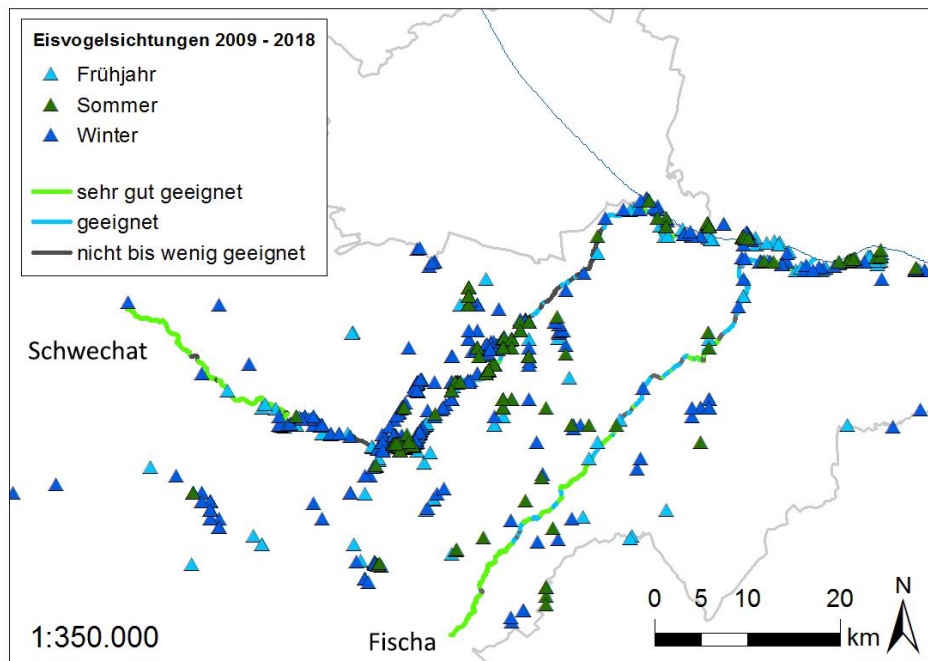 Eisvogelsichtungen 2009 - 2018
Frühjahr
Sommer
Winter
sehr gut geeignet
geeignet
nicht bis wenig geeignet
Schwechat
Fischa
1:350.000
0 5 10 20
km
N